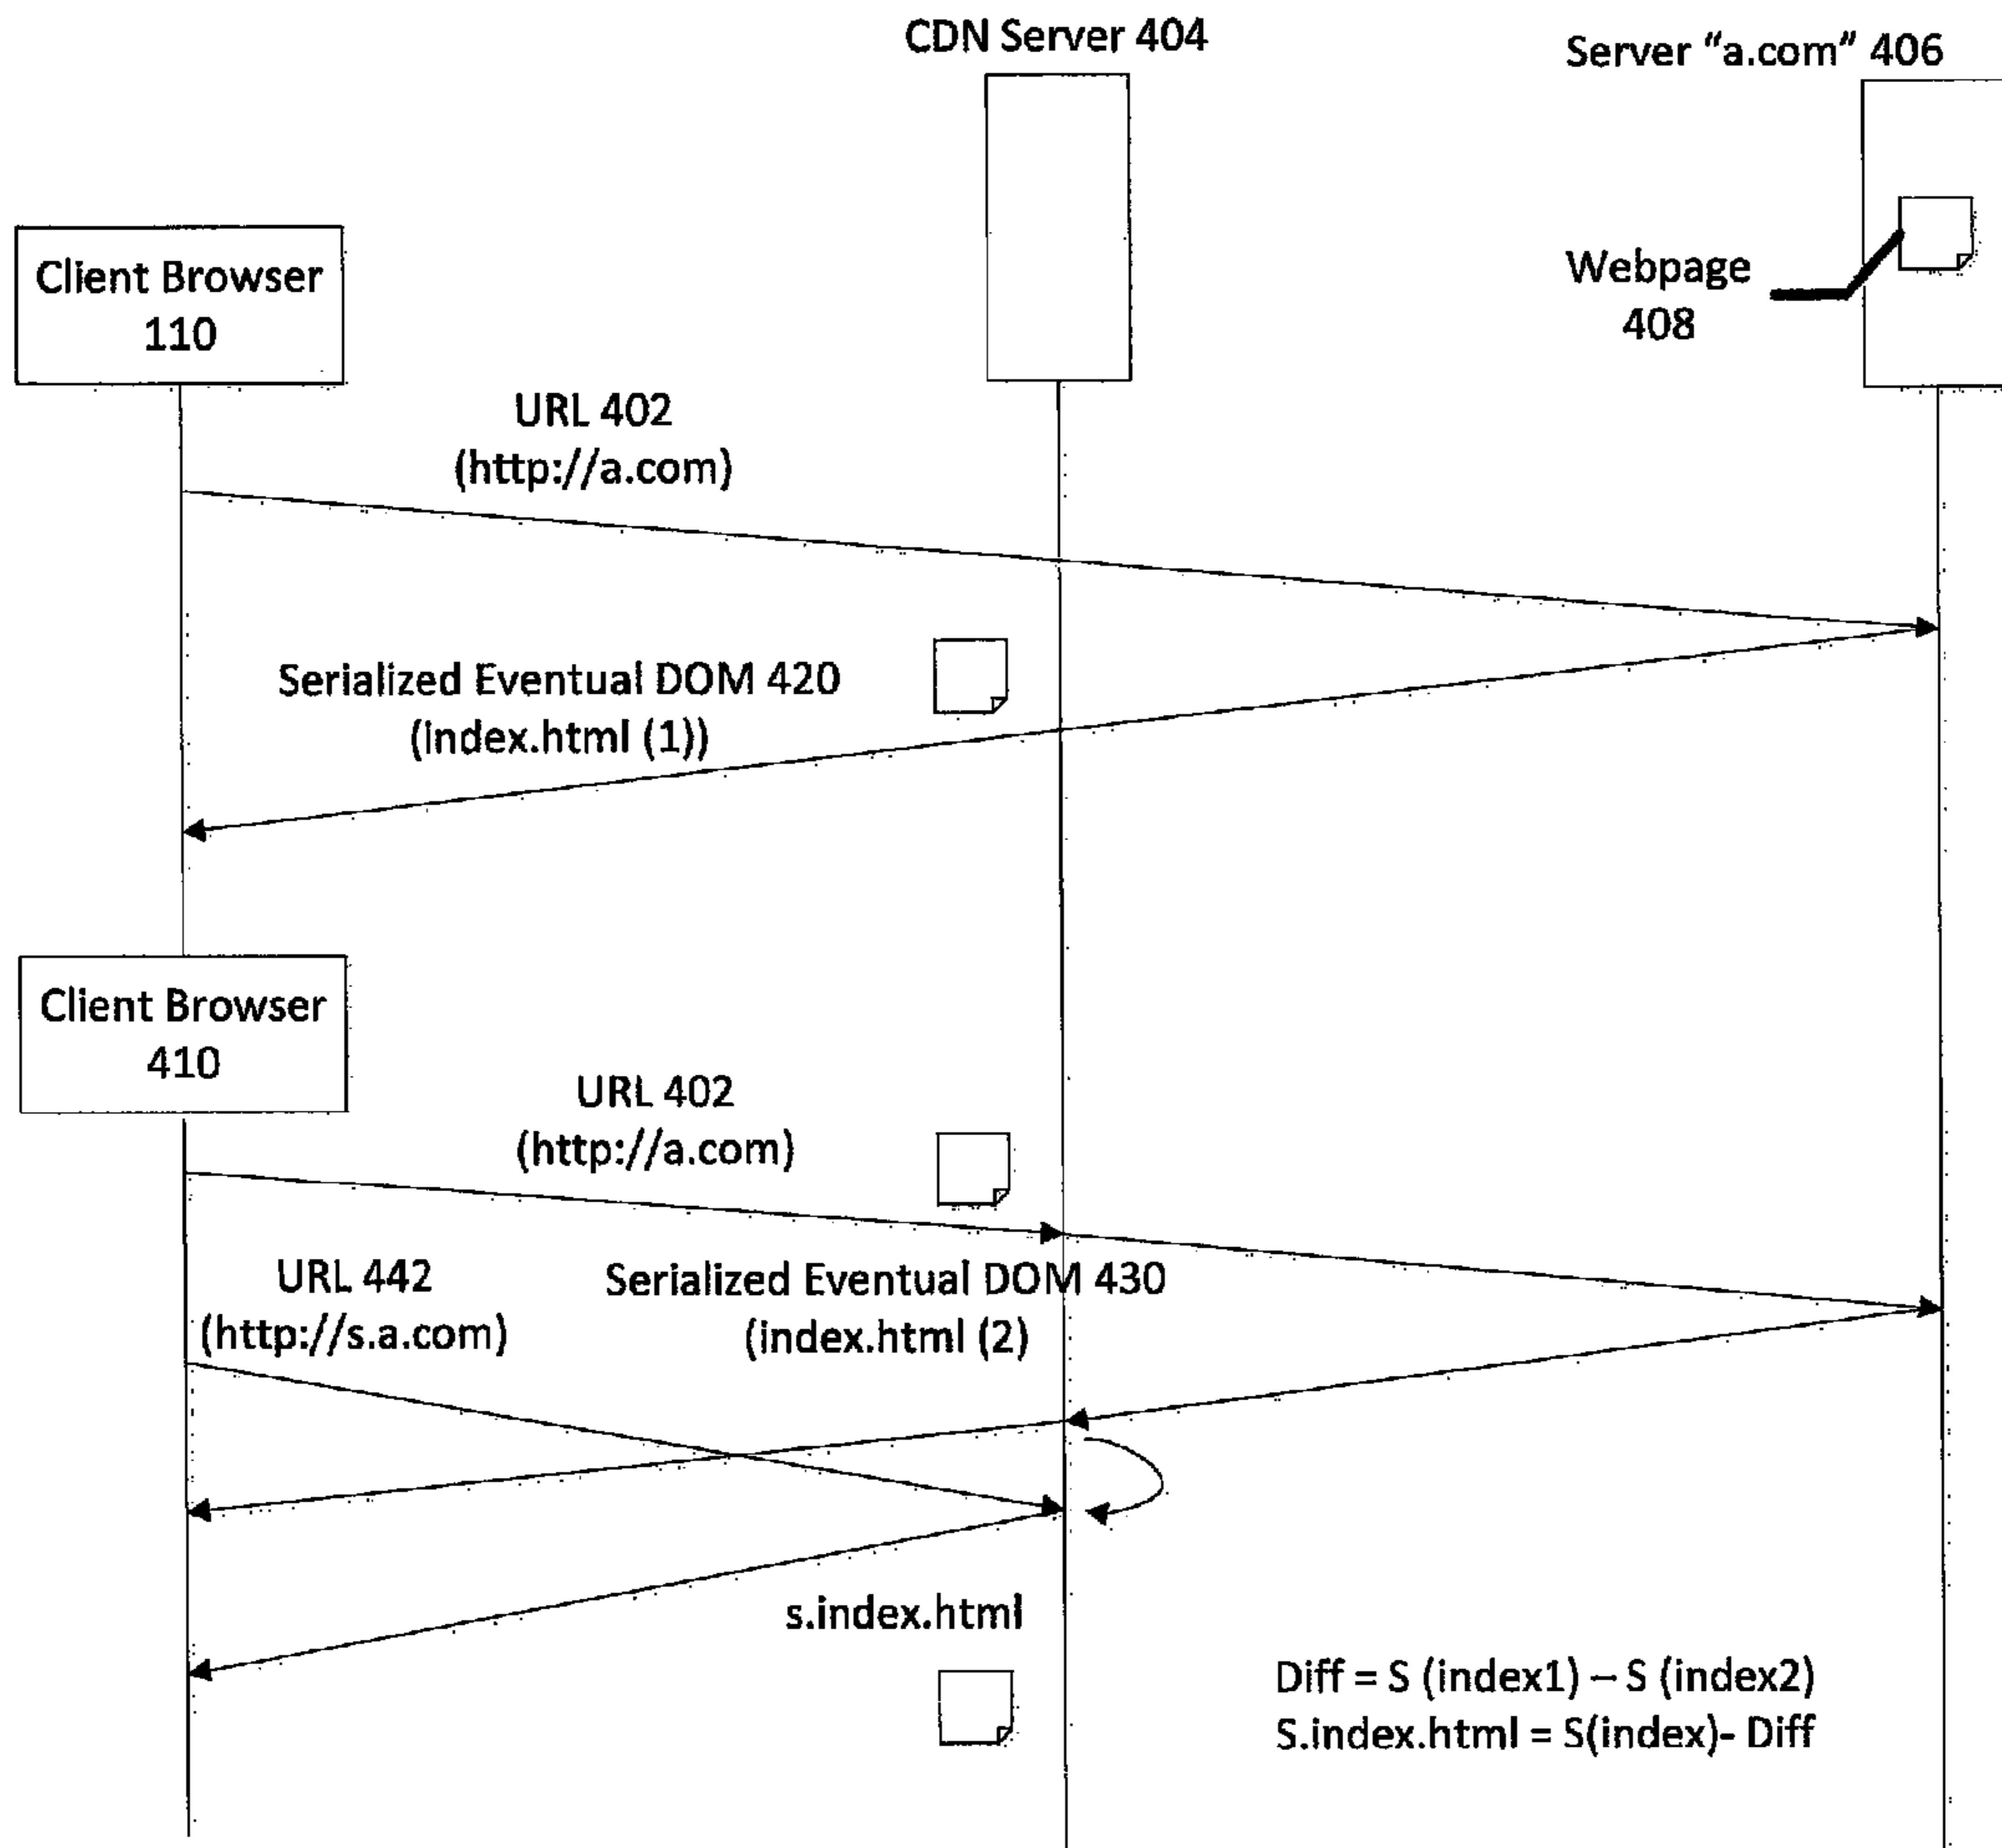 CDN Server 404
Server "a.com" 406
Client Browser
110
Webpage
408
URL 402
(http://a.com)
Serialized Eventual DOM 420
(index.html (1))
Client Browser
410
URL 402
(http://a.com)
URL 442
(http://s.a.com)
Serialized Eventual DOM 430
(index.html (2)
s.index.html
Diff = S (index1) – S (index2)
S.index.html = S(index)- Diff